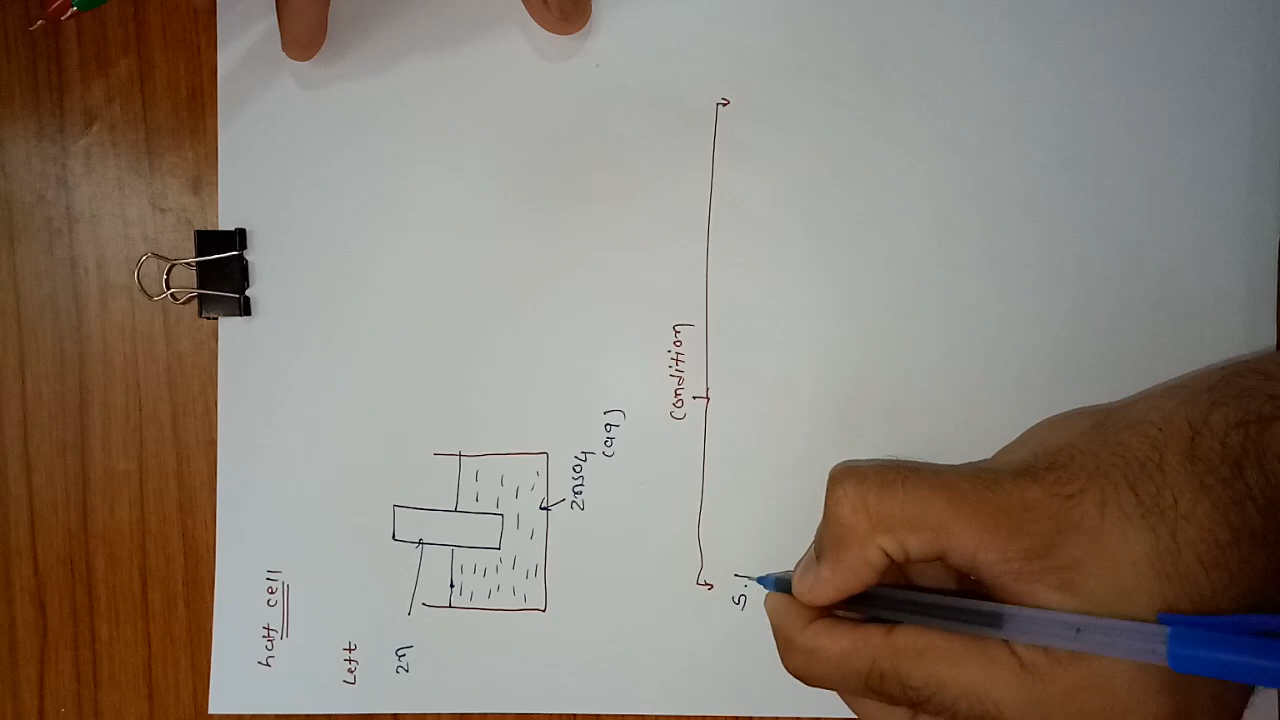 half cell
Left
Zn
ZnSO4
(aq)
Condition
S.